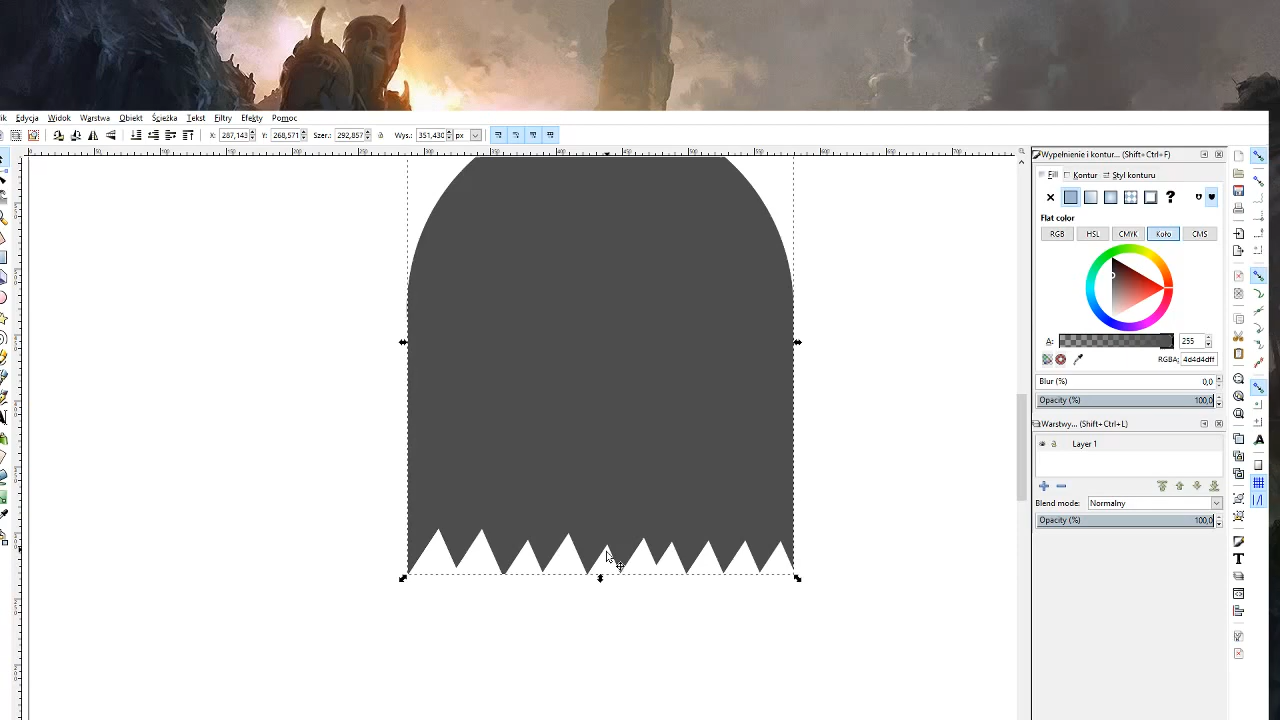 ik Edycja Widok Warstwa Obiekt Ścieżka Tekst Filtry Efekty Pomoc
X: 287,143 Y: 268,571 Szer.: 292,857 Wys.: 351,430 px
Wypełnienie i kontur... (Shift+Ctrl+F)
Fill Kontur Styl konturu
?
Flat color
RGB HSL CMYK Koło CMS
A: 255
RGBA: 4d4d4dff
Blur (%) 0,0
Opacity (%) 100,0
Warstwy... (Shift+Ctrl+L)
Layer 1
Blend mode: Normalny
Opacity (%) 100,0